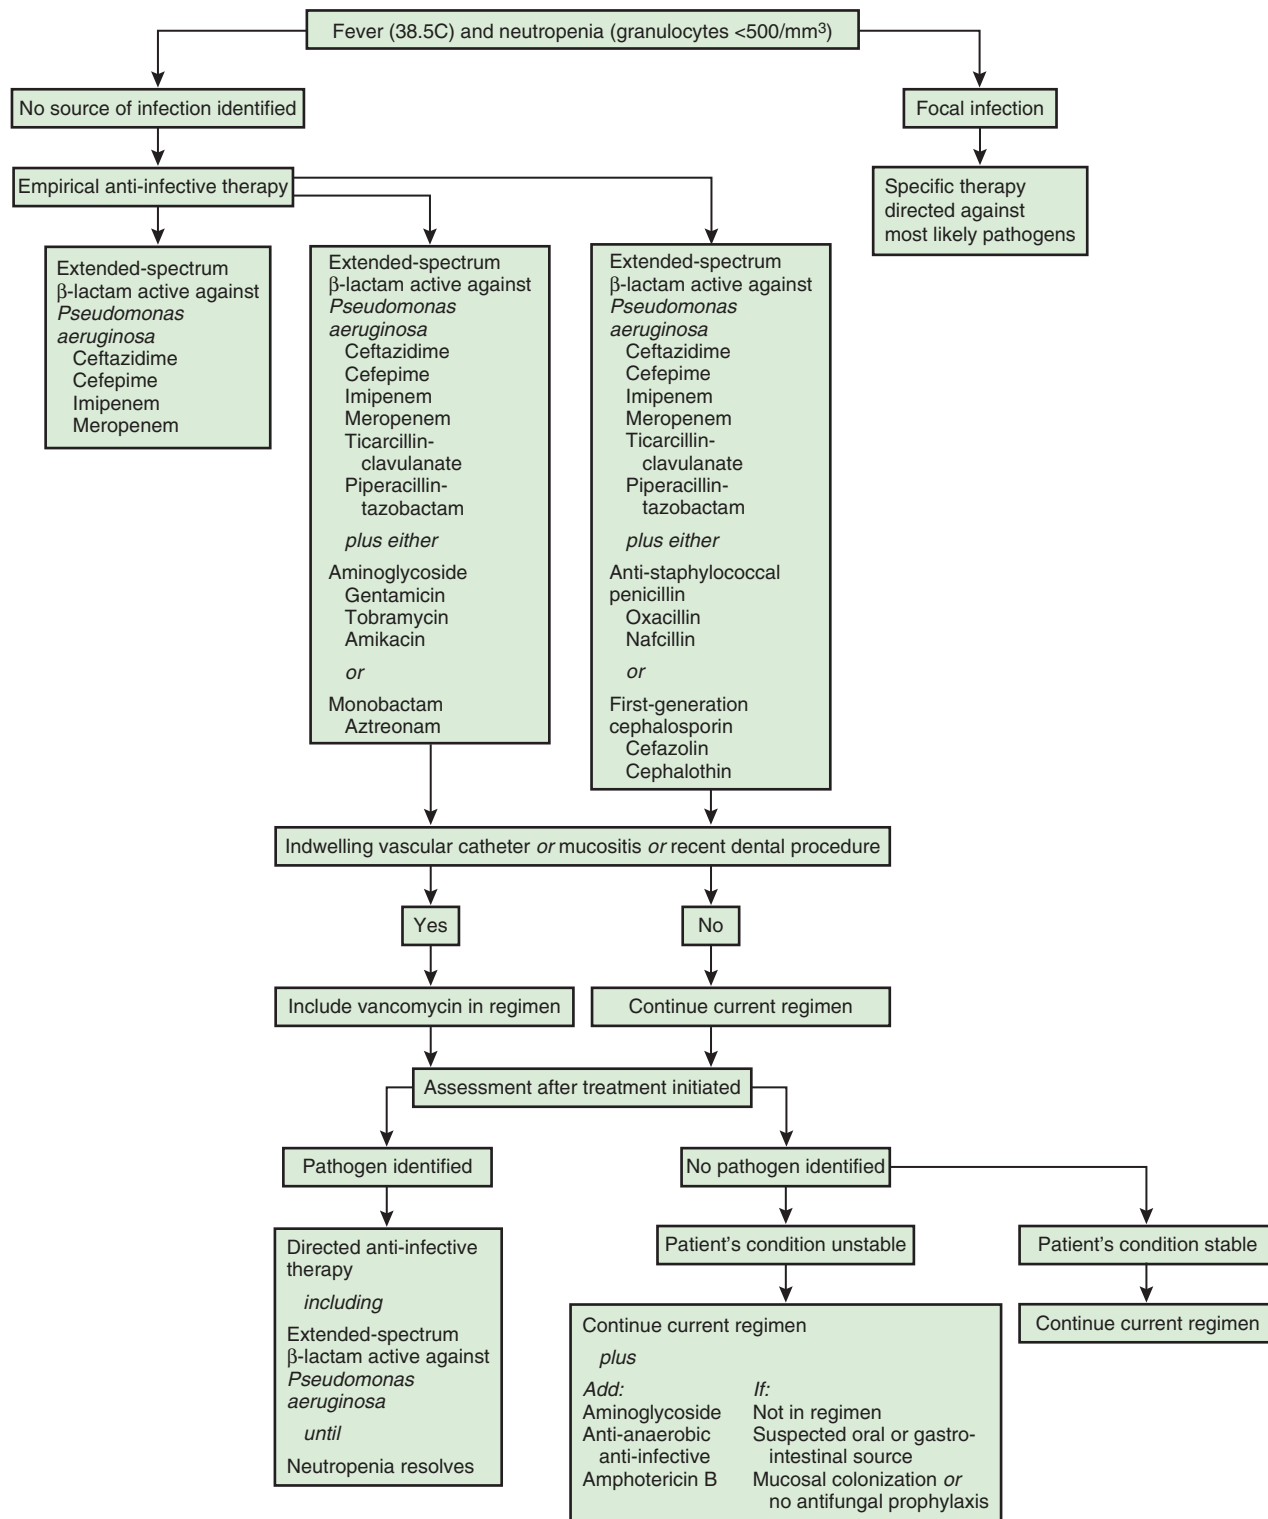 Fever (38.5C) and neutropenia (granulocytes <500/mm³)
No source of infection identified
Focal infection
Empirical anti-infective therapy
Specific therapy
directed against
most likely pathogens
Extended-spectrum
β-lactam active against
Pseudomonas
aeruginosa
Ceftazidime
Cefepime
Imipenem
Meropenem
Extended-spectrum
β-lactam active against
Pseudomonas
aeruginosa
Ceftazidime
Cefepime
Imipenem
Meropenem
Ticarcillin-
clavulanate
Piperacillin-
tazobactam
plus either
Aminoglycoside
Gentamicin
Tobramycin
Amikacin
or
Monobactam
Aztreonam
Extended-spectrum
β-lactam active against
Pseudomonas
aeruginosa
Ceftazidime
Cefepime
Imipenem
Meropenem
Ticarcillin-
clavulanate
Piperacillin-
tazobactam
plus either
Anti-staphylococcal
penicillin
Oxacillin
Nafcillin
or
First-generation
cephalosporin
Cefazolin
Cephalothin
Indwelling vascular catheter or mucositis or recent dental procedure
Yes
No
Include vancomycin in regimen
Continue current regimen
Assessment after treatment initiated
Pathogen identified
No pathogen identified
Directed anti-infective
therapy
including
Extended-spectrum
β-lactam active against
Pseudomonas
aeruginosa
until
Neutropenia resolves
Patient's condition unstable
Patient's condition stable
Continue current regimen
plus
Add: If:
Aminoglycoside Not in regimen
Anti-anaerobic Suspected oral or gastro-
anti-infective intestinal source
Amphotericin B Mucosal colonization or
no antifungal prophylaxis
Continue current regimen